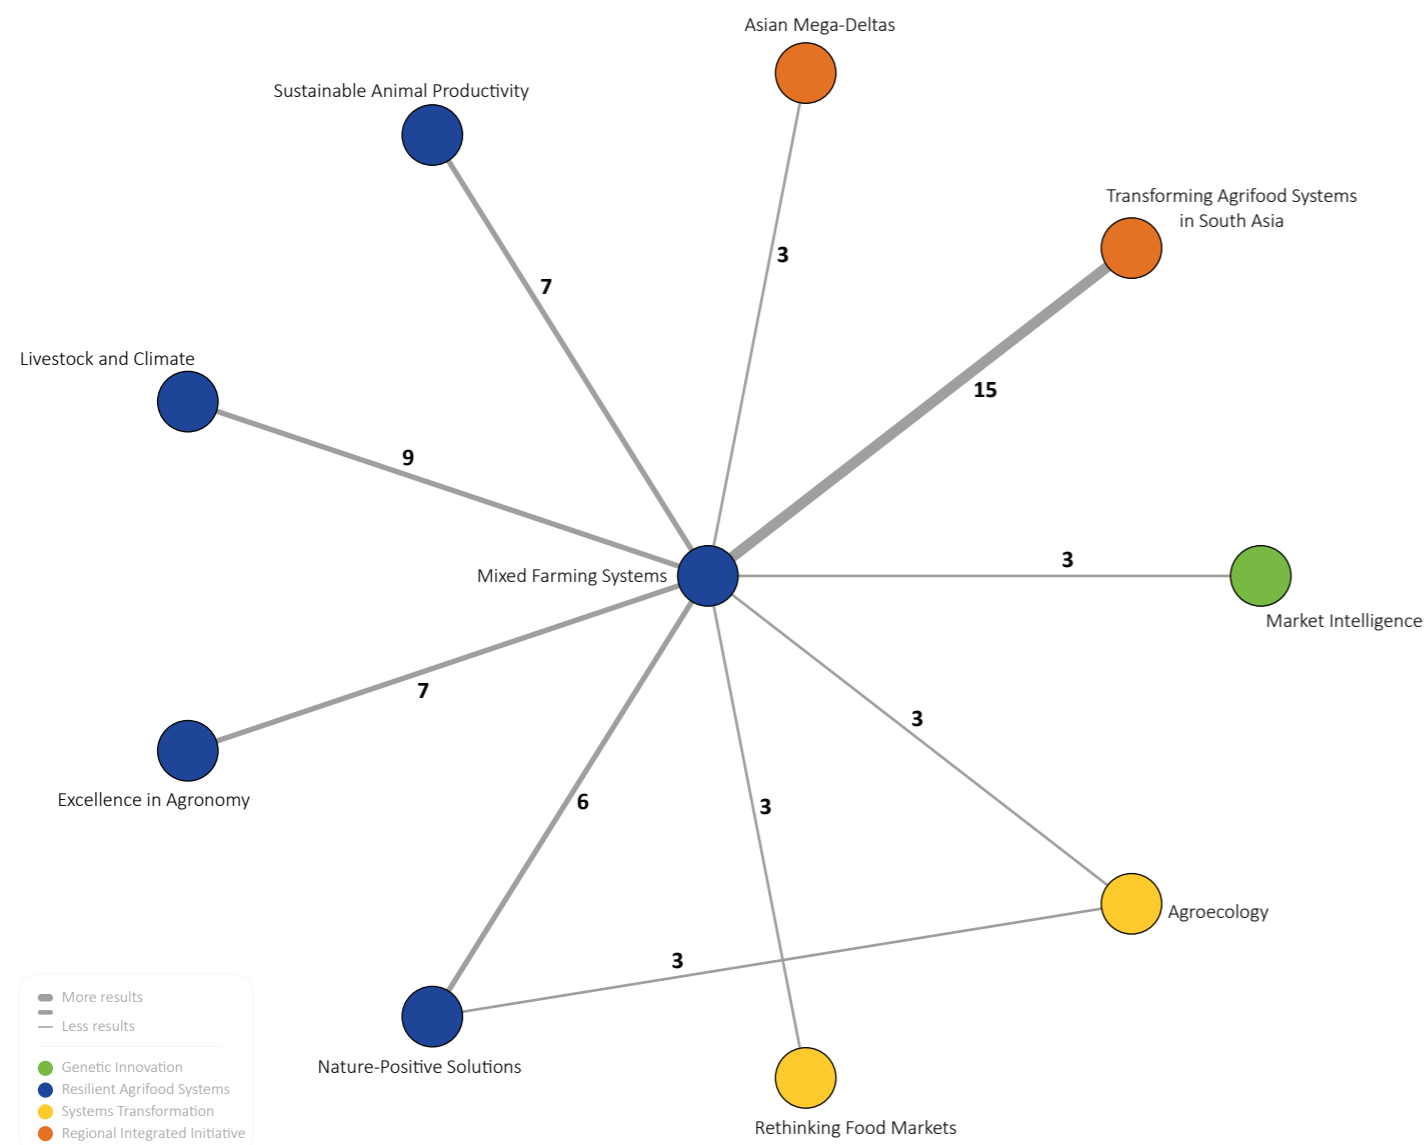 Asian Mega-Deltas
Sustainable Animal Productivity
Transforming Agrifood Systems
in South Asia
3
7
Livestock and Climate
15
9
3
Mixed Farming Systems
Market Intelligence
7
3
Excellence in Agronomy
6
3
Agroecology
3
More results
Less results
Nature-Positive Solutions
Genetic Innovation
Resilient Agrifood Systems
Systems Transformation
Regional Integrated Initiative
Rethinking Food Markets